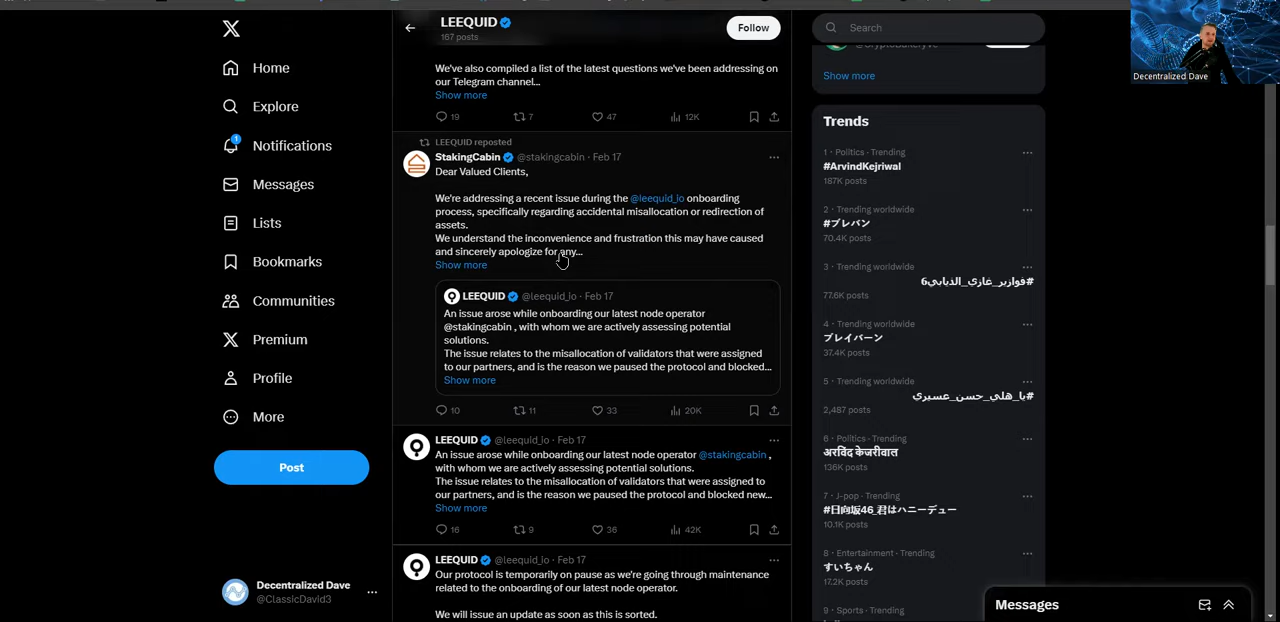 Home
Explore
1
Notifications
Messages
Lists
Bookmarks
Communities
Premium
Profile
More
Post
Decentralized Dave
@ClassicDavid3
LEEQUID
167 posts
Follow
We've also compiled a list of the latest questions we've been addressing on
our Telegram channel...
Show more
19 7 47 12K
LEEQUID reposted
StakingCabin @stakingcabin · Feb 17
Dear Valued Clients,
We're addressing a recent issue during the @leequid_io onboarding
process, specifically regarding accidental misallocation or redirection of
assets.
We understand the inconvenience and frustration this may have caused
and sincerely apologize for any...
Show more
LEEQUID @leequid_io · Feb 17
An issue arose while onboarding our latest node operator
@stakingcabin , with whom we are actively assessing potential
solutions.
The issue relates to the misallocation of validators that were assigned
to our partners, and is the reason we paused the protocol and blocked...
Show more
10 11 33 20K
LEEQUID @leequid_io · Feb 17
An issue arose while onboarding our latest node operator @stakingcabin ,
with whom we are actively assessing potential solutions.
The issue relates to the misallocation of validators that were assigned to
our partners, and is the reason we paused the protocol and blocked new...
Show more
16 9 36 42K
LEEQUID @leequid_io · Feb 17
Our protocol is temporarily on pause as we're going through maintenance
related to the onboarding of our latest node operator.
We will issue an update as soon as this is sorted.
Search
Show more
Trends
1 · Politics · Trending
#ArvindKejriwal
187K posts
2 · Trending worldwide
#プレバン
70.4K posts
3 · Trending worldwide
#فوازير_غازي_الذيابي6
77.6K posts
4 · Trending worldwide
ブレイバーン
37.4K posts
5 · Trending worldwide
#يا_هلي_حسن_عسيري
2,487 posts
6 · Politics · Trending
अरविंद केजरीवाल
136K posts
7 · J-pop · Trending
#日向坂46_君はハニーデュー
10.1K posts
8 · Entertainment · Trending
すいちゃん
17.2K posts
9 · Sports · Trending
Messages
Decentralized Dave